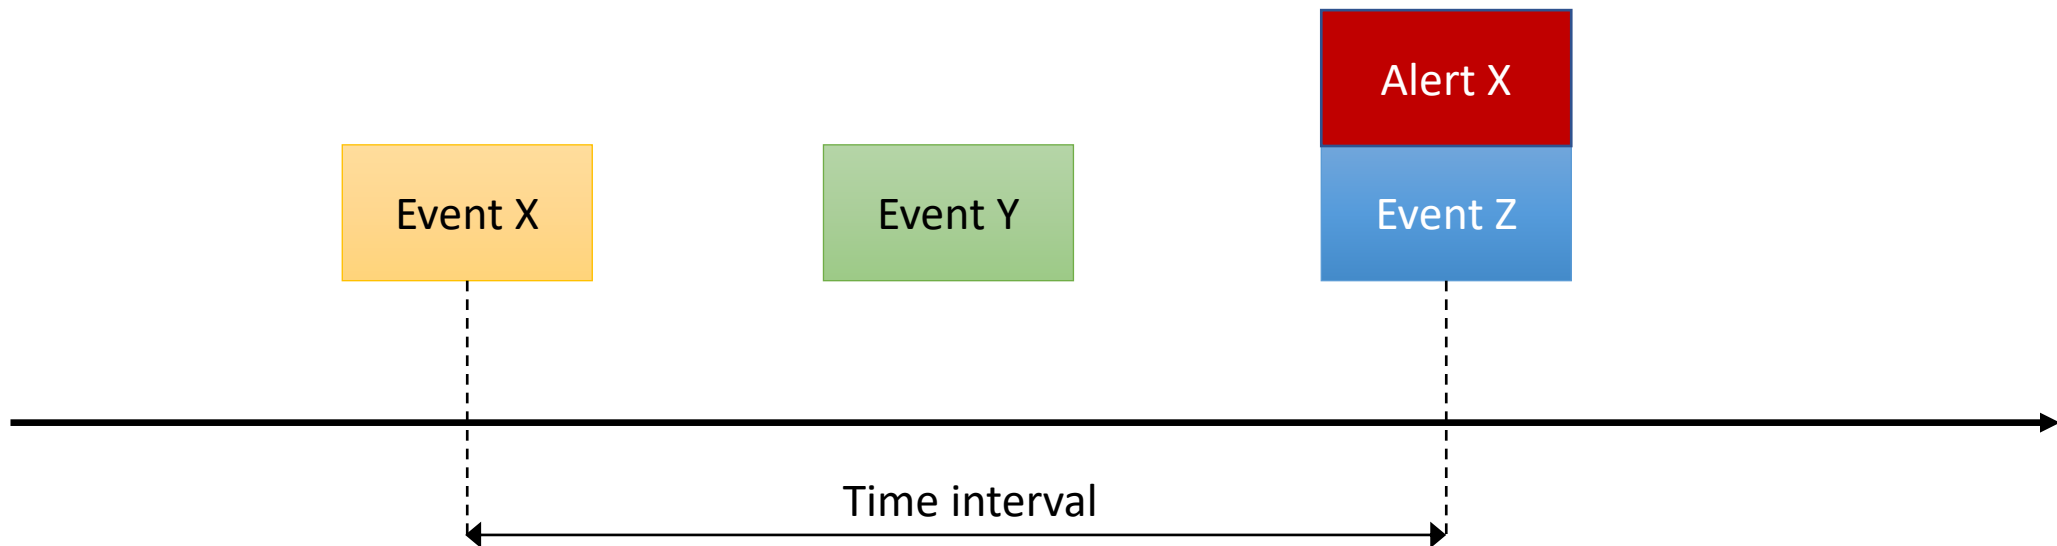 Alert X
Event X
Event Y
Event Z
Time interval